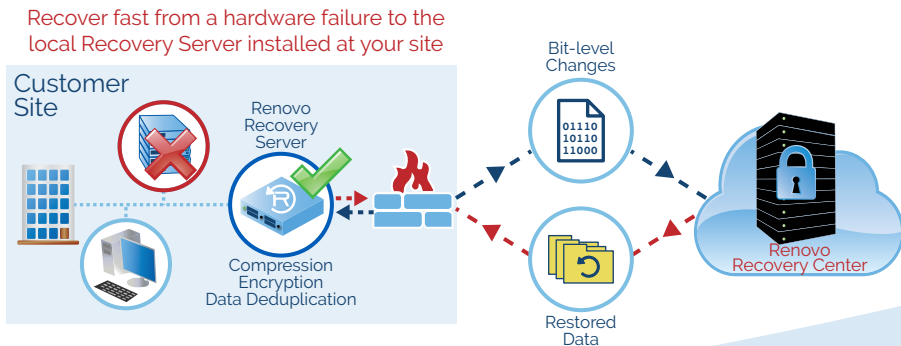 Recover fast from a hardware failure to the
local Recovery Server installed at your site
Customer
Site
Renovo
Recovery
Server
R
Compression
Encryption
Data Deduplication
Bit-level
Changes
01110
10110
11000
Restored
Data
Renovo
Recovery Center